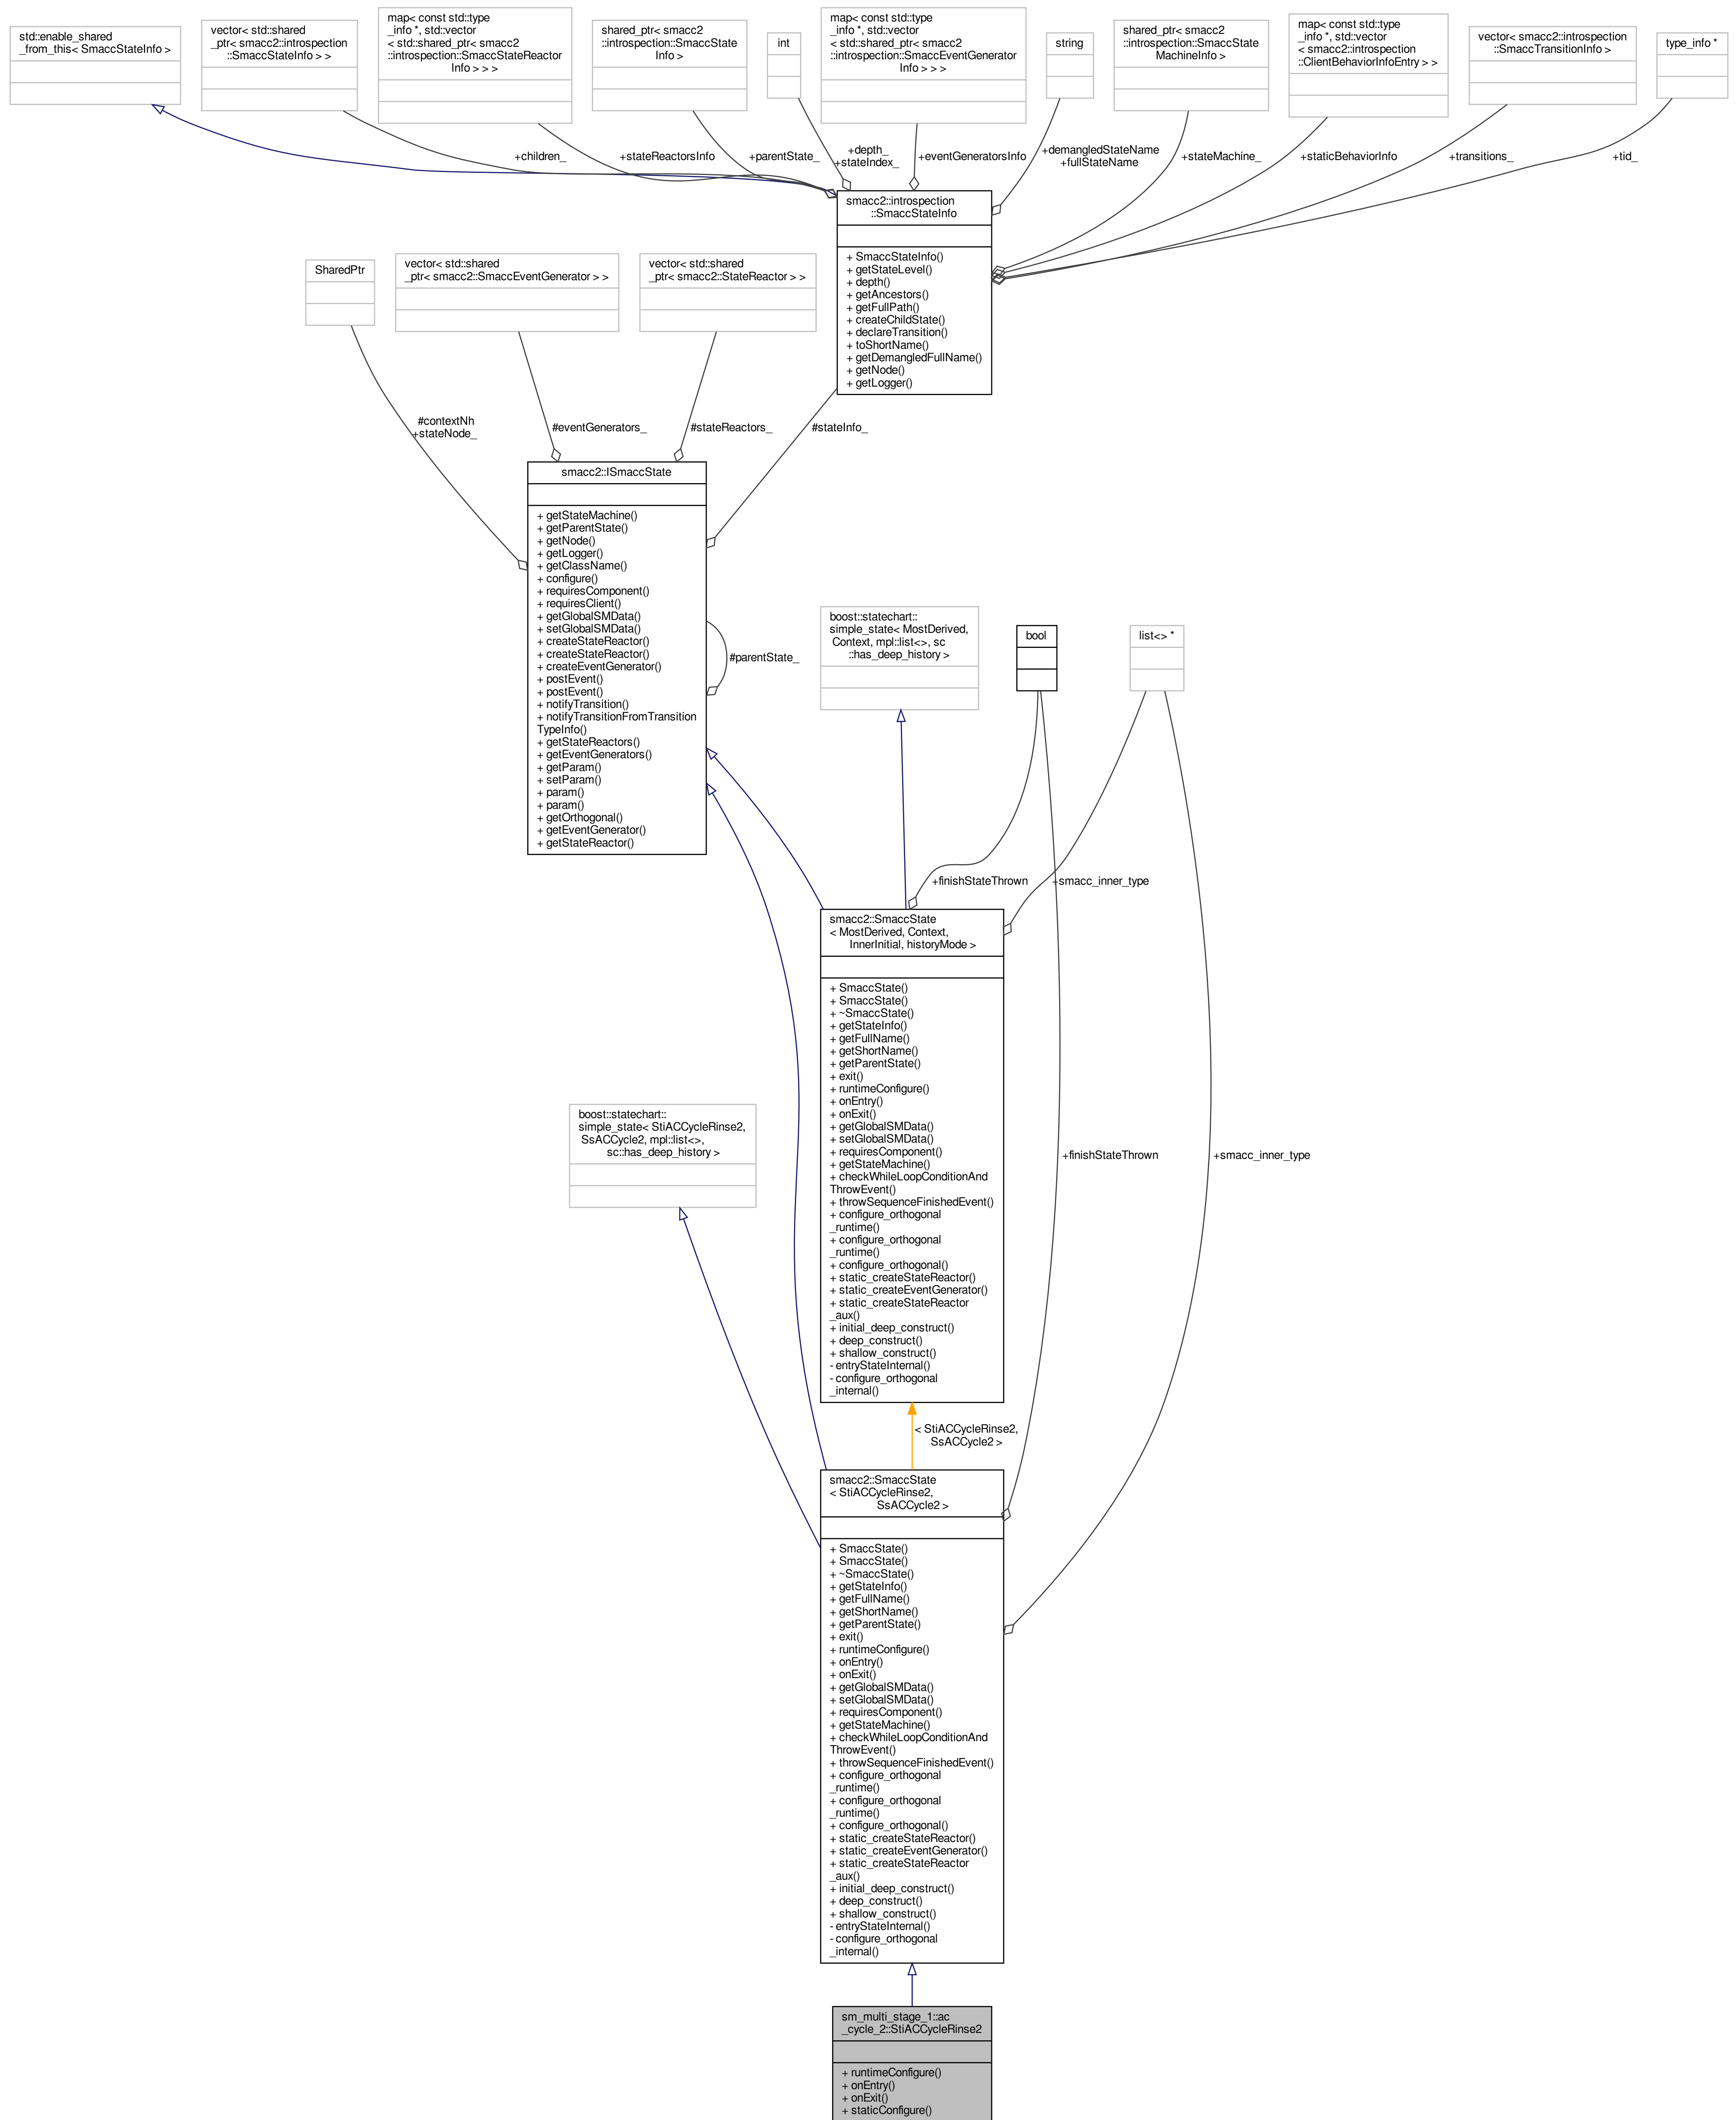 std::enable_shared
_from_this< SmaccStateInfo >
vector< std::shared
_ptr< smacc2::introspection
::SmaccStateInfo > >
map< const std::type
_info *, std::vector
< std::shared_ptr< smacc2
::introspection::SmaccStateReactor
Info > > >
shared_ptr< smacc2
::introspection::SmaccState
Info >
int
map< const std::type
_info *, std::vector
< std::shared_ptr< smacc2
::introspection::SmaccEventGenerator
Info > > >
string
shared_ptr< smacc2
::introspection::SmaccState
MachineInfo >
map< const std::type
_info *, std::vector
< smacc2::introspection
::ClientBehaviorInfoEntry > >
vector< smacc2::introspection
::SmaccTransitionInfo >
type_info *
+children_
+stateReactorsInfo
+parentState_
+depth_
+stateIndex_
+eventGeneratorsInfo
+demangledStateName
+fullStateName
+stateMachine_
+staticBehaviorInfo
+transitions_
+tid_
smacc2::introspection
::SmaccStateInfo
+ SmaccStateInfo()
+ getStateLevel()
+ depth()
+ getAncestors()
+ getFullPath()
+ createChildState()
+ declareTransition()
+ toShortName()
+ getDemangledFullName()
+ getNode()
+ getLogger()
SharedPtr
vector< std::shared
_ptr< smacc2::SmaccEventGenerator > >
vector< std::shared
_ptr< smacc2::StateReactor > >
#contextNh
+stateNode_
#eventGenerators_
#stateReactors_
#stateInfo_
smacc2::ISmaccState
+ getStateMachine()
+ getParentState()
+ getNode()
+ getLogger()
+ getClassName()
+ configure()
+ requiresComponent()
+ requiresClient()
+ getGlobalSMData()
+ setGlobalSMData()
+ createStateReactor()
+ createStateReactor()
+ createEventGenerator()
+ postEvent()
+ postEvent()
+ notifyTransition()
+ notifyTransitionFromTransition
TypeInfo()
+ getStateReactors()
+ getEventGenerators()
+ getParam()
+ setParam()
+ param()
+ param()
+ getOrthogonal()
+ getEventGenerator()
+ getStateReactor()
#parentState_
boost::statechart::
simple_state< MostDerived,
Context, mpl::list<>, sc
::has_deep_history >
bool
list<> *
+finishStateThrown
+smacc_inner_type
smacc2::SmaccState
< MostDerived, Context,
InnerInitial, historyMode >
+ SmaccState()
+ SmaccState()
+ ~SmaccState()
+ getStateInfo()
+ getFullName()
+ getShortName()
+ getParentState()
+ exit()
+ runtimeConfigure()
+ onEntry()
+ onExit()
+ getGlobalSMData()
+ setGlobalSMData()
+ requiresComponent()
+ getStateMachine()
+ checkWhileLoopConditionAnd
ThrowEvent()
+ throwSequenceFinishedEvent()
+ configure_orthogonal
_runtime()
+ configure_orthogonal
_runtime()
+ configure_orthogonal()
+ static_createStateReactor()
+ static_createEventGenerator()
+ static_createStateReactor
_aux()
+ initial_deep_construct()
+ deep_construct()
+ shallow_construct()
- entryStateInternal()
- configure_orthogonal
_internal()
boost::statechart::
simple_state< StiACCycleRinse2,
SsACCycle2, mpl::list<>,
sc::has_deep_history >
+finishStateThrown
+smacc_inner_type
< StiACCycleRinse2,
SsACCycle2 >
smacc2::SmaccState
< StiACCycleRinse2,
SsACCycle2 >
+ SmaccState()
+ SmaccState()
+ ~SmaccState()
+ getStateInfo()
+ getFullName()
+ getShortName()
+ getParentState()
+ exit()
+ runtimeConfigure()
+ onEntry()
+ onExit()
+ getGlobalSMData()
+ setGlobalSMData()
+ requiresComponent()
+ getStateMachine()
+ checkWhileLoopConditionAnd
ThrowEvent()
+ throwSequenceFinishedEvent()
+ configure_orthogonal
_runtime()
+ configure_orthogonal
_runtime()
+ configure_orthogonal()
+ static_createStateReactor()
+ static_createEventGenerator()
+ static_createStateReactor
_aux()
+ initial_deep_construct()
+ deep_construct()
+ shallow_construct()
- entryStateInternal()
- configure_orthogonal
_internal()
sm_multi_stage_1::ac
_cycle_2::StiACCycleRinse2
+ runtimeConfigure()
+ onEntry()
+ onExit()
+ staticConfigure()